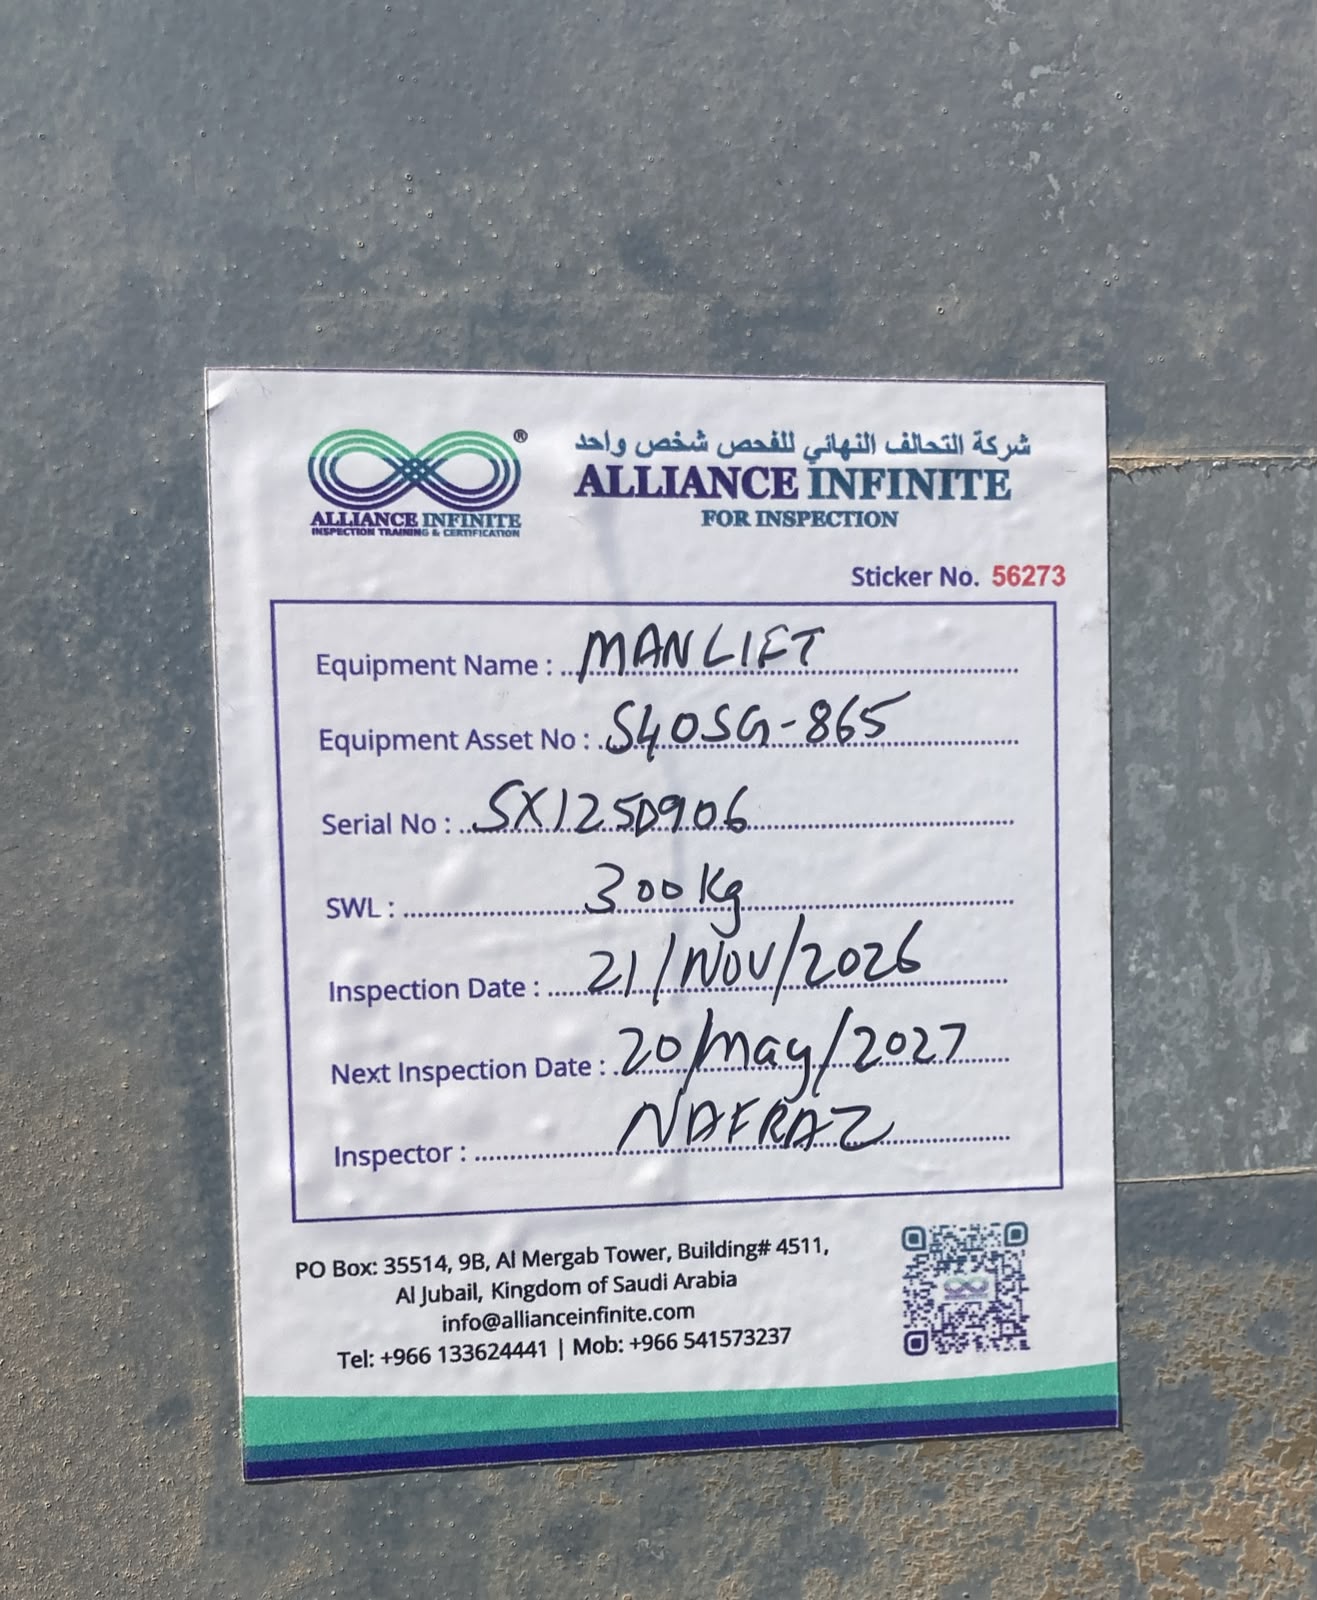 ®
ALLIANCE INFINITE
INSPECTION TRAINING & CERTIFICATION
شركة التحالف النهائي للفحص شخص واحد
ALLIANCE INFINITE
FOR INSPECTION
Sticker No. 56273
Equipment Name : MANLIFT
Equipment Asset No : S40SG-865
Serial No : SX125D906
SWL : 300kg
Inspection Date : 21/NOV/2026
Next Inspection Date : 20/may/2027
Inspector : NAFRAZ
PO Box: 35514, 9B, Al Mergab Tower, Building# 4511,
Al Jubail, Kingdom of Saudi Arabia
info@allianceinfinite.com
Tel: +966 133624441 | Mob: +966 541573237